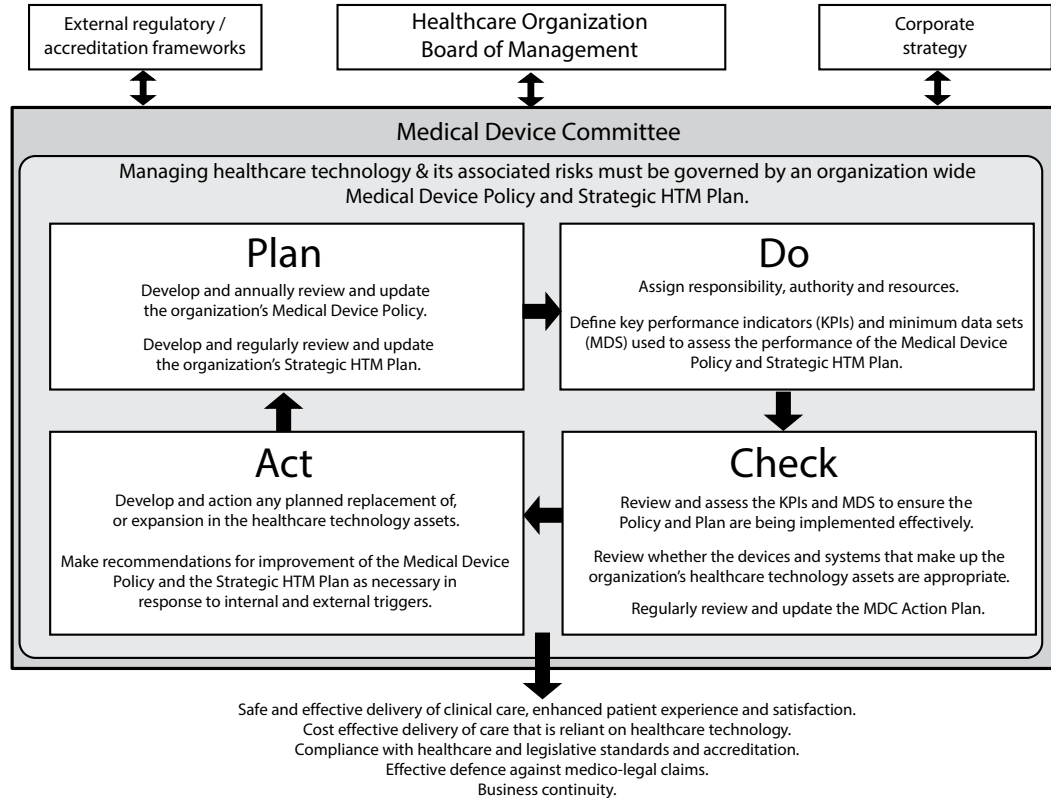 External regulatory /
accreditation frameworks
Healthcare Organization
Board of Management
Corporate
strategy
Medical Device Committee
Managing healthcare technology & its associated risks must be governed by an organization wide
Medical Device Policy and Strategic HTM Plan.
Plan
Develop and annually review and update
the organization's Medical Device Policy.
Develop and regularly review and update
the organization's Strategic HTM Plan.
Do
Assign responsibility, authority and resources.
Define key performance indicators (KPIs) and minimum data sets
(MDS) used to assess the performance of the Medical Device
Policy and Strategic HTM Plan.
Act
Develop and action any planned replacement of,
or expansion in the healthcare technology assets.
Make recommendations for improvement of the Medical Device
Policy and the Strategic HTM Plan as necessary in
response to internal and external triggers.
Check
Review and assess the KPIs and MDS to ensure the
Policy and Plan are being implemented effectively.
Review whether the devices and systems that make up the
organization's healthcare technology assets are appropriate.
Regularly review and update the MDC Action Plan.
Safe and effective delivery of clinical care, enhanced patient experience and satisfaction.
Cost effective delivery of care that is reliant on healthcare technology.
Compliance with healthcare and legislative standards and accreditation.
Effective defence against medico-legal claims.
Business continuity.